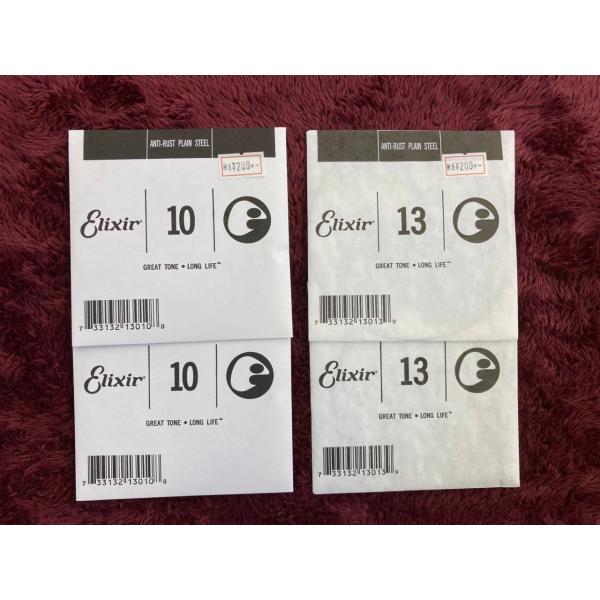 ANTI-RUST PLAIN STEEL
¥209
Elixir
10
GREAT TONE • LONG LIFE™
7 33132 13010 8
Elixir
10
GREAT TONE • LONG LIFE™
7 33132 13010 8
ANTI-RUST PLAIN STEEL
¥209
Elixir
13
GREAT TONE • LONG LIFE™
7 33132 13013 9
Elixir
13
GREAT TONE • LONG LIFE™
7 33132 13013 9